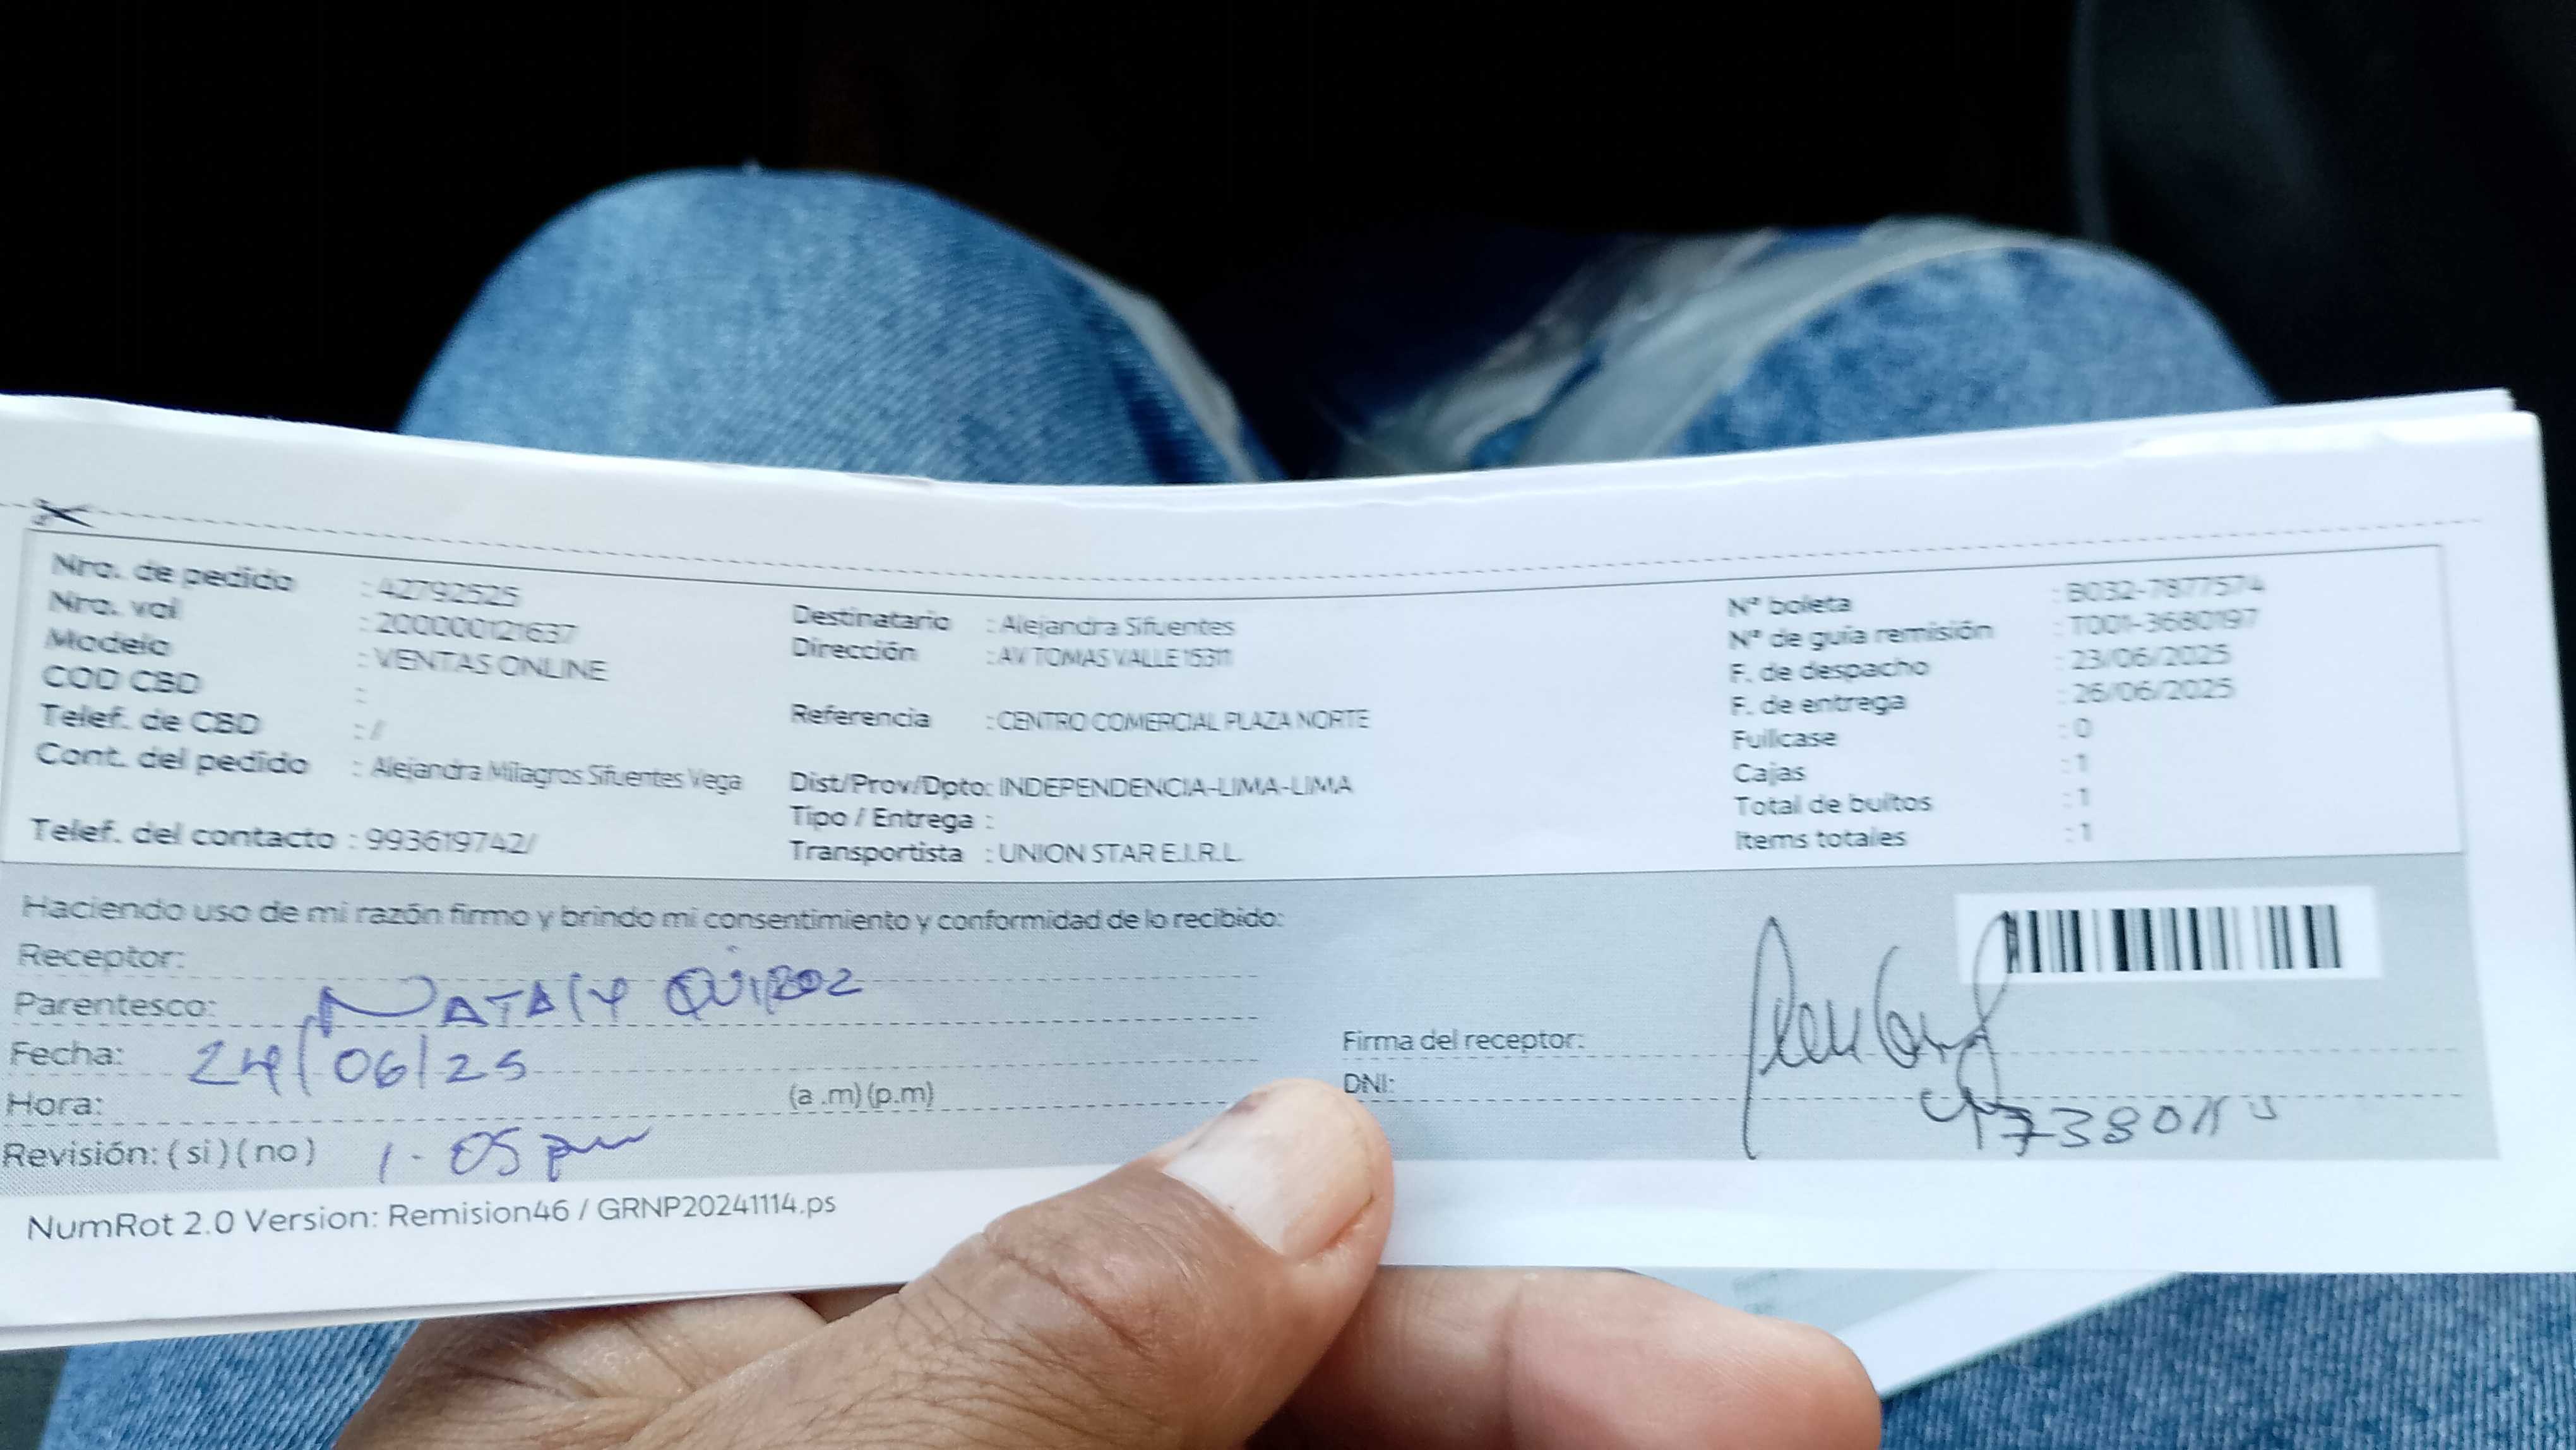 Nro. de pedido : 42792525
Nro. val : 200000121637
Modelo : VENTAS ONLINE
COD CBD :
Telef. de CBD : /
Cont. del pedido : Alejandra Milagros Sifuentes Vega
Telef. del contacto : 993619742/
Destinatario : Alejandra Sifuentes
Dirección : AV TOMAS VALLE 15311
Referencia : CENTRO COMERCIAL PLAZA NORTE
Dist/Prov/Dpto: INDEPENDENCIA-LIMA-LIMA
Tipo / Entrega :
Transportista : UNION STAR E.I.R.L.
N° boleta : B032-7877574
N° de guía remisión : T001-3680197
F. de despacho : 23/06/2025
F. de entrega : 26/06/2025
Fullcase : 0
Cajas : 1
Total de bultos : 1
Items totales : 1
Haciendo uso de mi razón firmo y brindo mi consentimiento y conformidad de lo recibido:
Receptor:
Parentesco: NATALY QUIROZ
Fecha: 24/06/25
Hora: (a .m) (p.m)
Revisión: ( si ) ( no ) 1-05 pm
Firma del receptor:
DNI:
NumRot 2.0 Version: Remision46 / GRNP20241114.ps